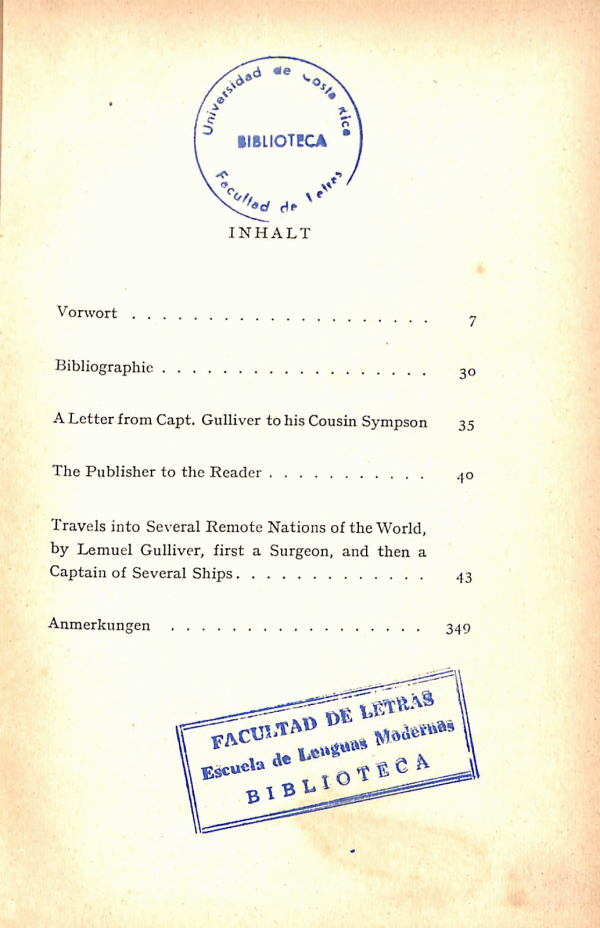 Universidad de Costa Rica
BIBLIOTECA
Facultad de Letras
INHALT
Vorwort . . . . . . . . . . . . . . . . . . . . 7
Bibliographie . . . . . . . . . . . . . . . . . . 30
A Letter from Capt. Gulliver to his Cousin Sympson 35
The Publisher to the Reader . . . . . . . . . . . 40
Travels into Several Remote Nations of the World,
by Lemuel Gulliver, first a Surgeon, and then a
Captain of Several Ships. . . . . . . . . . . . . 43
Anmerkungen . . . . . . . . . . . . . . . . . 349
FACULTAD DE LETRAS
Escuela de Lenguas Modernas
BIBLIOTECA